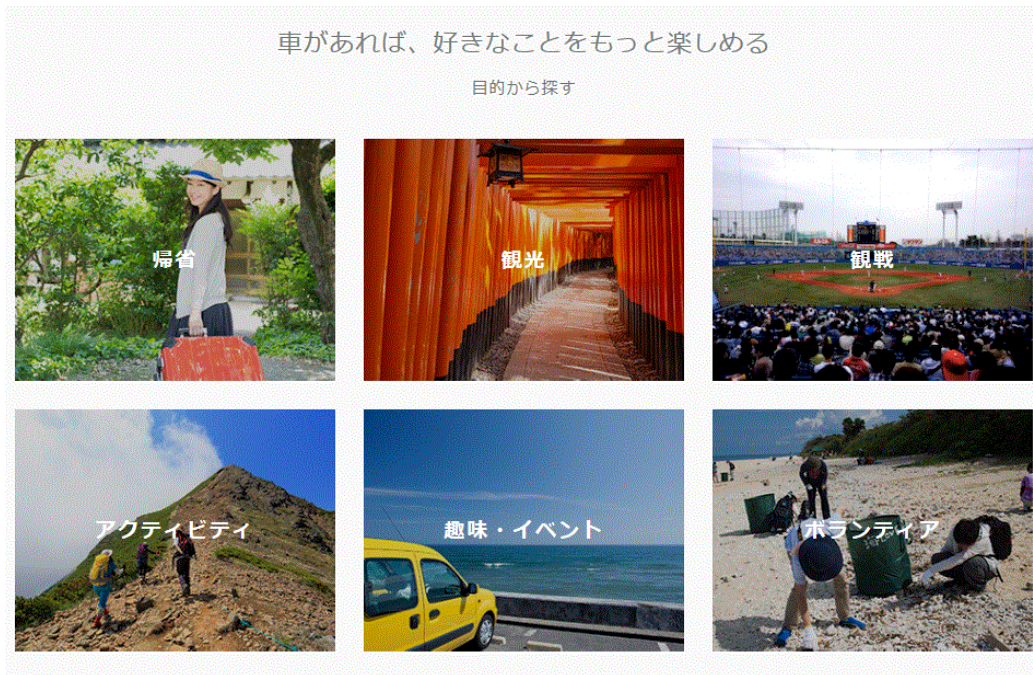 車があれば、好きなことをもっと楽しめる
目的から探す
帰省
観光
観戦
アクティビティ
趣味・イベント
ボランティア